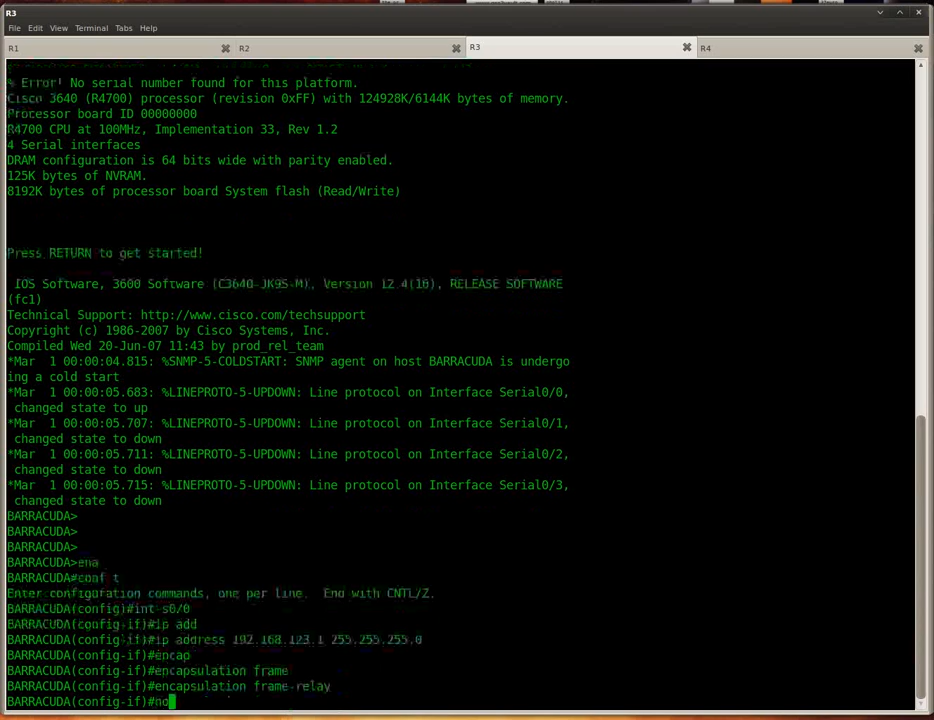 R3
File Edit View Terminal Tabs Help
R1 R2 R3 R4
% Error! No serial number found for this platform.
Cisco 3640 (R4700) processor (revision 0xFF) with 124928K/6144K bytes of memory.
Processor board ID 00000000
R4700 CPU at 100MHz, Implementation 33, Rev 1.2
4 Serial interfaces
DRAM configuration is 64 bits wide with parity enabled.
125K bytes of NVRAM.
8192K bytes of processor board System flash (Read/Write)
Press RETURN to get started!
IOS Software, 3600 Software (C3640-JK9S-M), Version 12.4(16), RELEASE SOFTWARE
(fc1)
Technical Support: http://www.cisco.com/techsupport
Copyright (c) 1986-2007 by Cisco Systems, Inc.
Compiled Wed 20-Jun-07 11:43 by prod_rel_team
*Mar  1 00:00:04.815: %SNMP-5-COLDSTART: SNMP agent on host BARRACUDA is undergo
ing a cold start
*Mar  1 00:00:05.683: %LINEPROTO-5-UPDOWN: Line protocol on Interface Serial0/0,
changed state to up
*Mar  1 00:00:05.707: %LINEPROTO-5-UPDOWN: Line protocol on Interface Serial0/1,
changed state to down
*Mar  1 00:00:05.711: %LINEPROTO-5-UPDOWN: Line protocol on Interface Serial0/2,
changed state to down
*Mar  1 00:00:05.715: %LINEPROTO-5-UPDOWN: Line protocol on Interface Serial0/3,
changed state to down
BARRACUDA>
BARRACUDA>
BARRACUDA>
BARRACUDA>ena
BARRACUDA#conf t
Enter configuration commands, one per line.  End with CNTL/Z.
BARRACUDA(config)#int s0/0
BARRACUDA(config-if)#ip add
BARRACUDA(config-if)#ip address 192.168.123.1 255.255.255.0
BARRACUDA(config-if)#encap
BARRACUDA(config-if)#encapsulation frame
BARRACUDA(config-if)#encapsulation frame-relay
BARRACUDA(config-if)#no